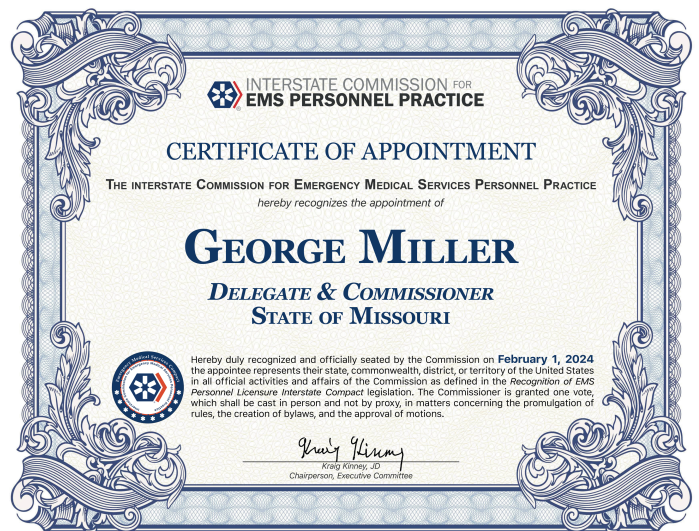 INTERSTATE COMMISSION FOR
EMS PERSONNEL PRACTICE
CERTIFICATE OF APPOINTMENT
THE INTERSTATE COMMISSION FOR EMERGENCY MEDICAL SERVICES PERSONNEL PRACTICE
hereby recognizes the appointment of
GEORGE MILLER
DELEGATE & COMMISSIONER
STATE OF MISSOURI
Hereby duly recognized and officially seated by the Commission on February 1, 2024
the appointee represents their state, commonwealth, district, or territory of the United States
in all official activities and affairs of the Commission as defined in the Recognition of EMS
Personnel Licensure Interstate Compact legislation. The Commissioner is granted one vote,
which shall be cast in person and not by proxy, in matters concerning the promulgation of
rules, the creation of bylaws, and the approval of motions.
Emergency Medical Services
Kraig Kinney
Kraig Kinney, JD
Chairperson, Executive Committee